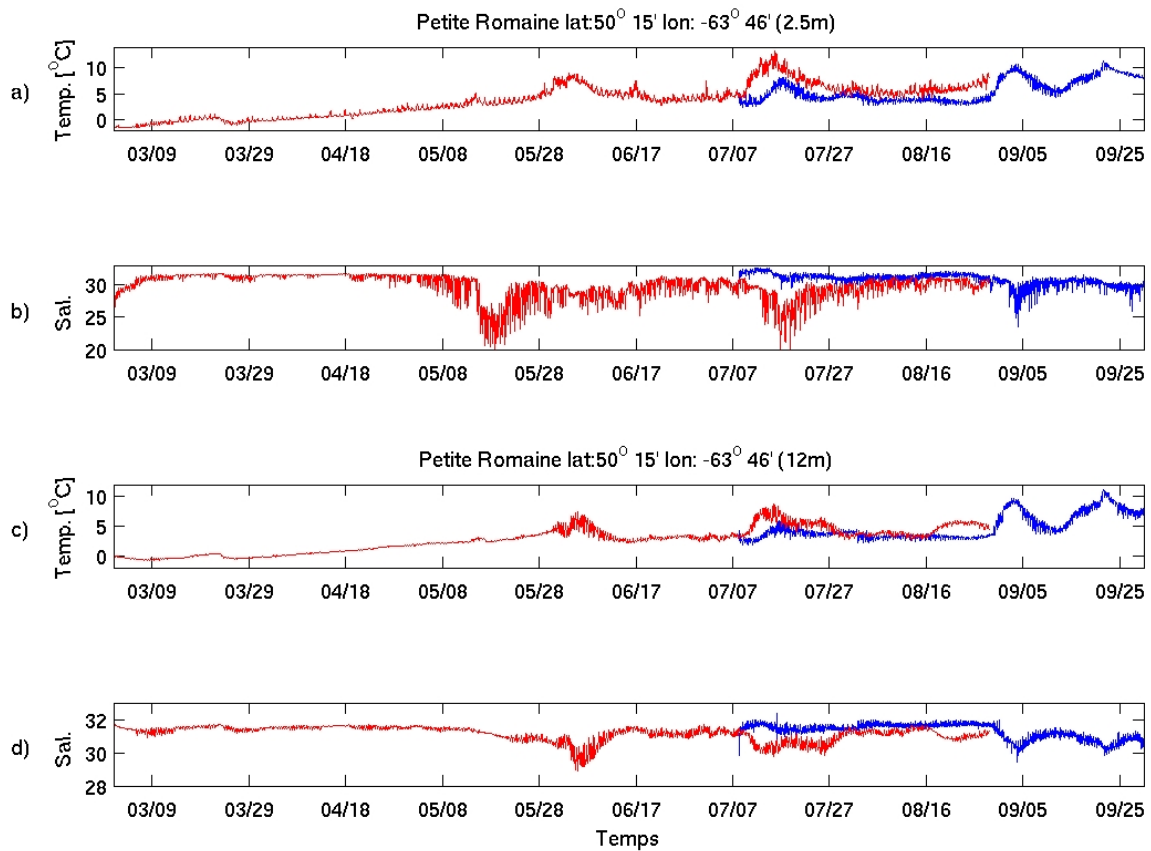 Petite Romaine lat:50° 15' lon: -63° 46' (2.5m)
a)
Temp. [°C]
10
5
0
03/09 03/29 04/18 05/08 05/28 06/17 07/07 07/27 08/16 09/05 09/25
b)
Sal.
30
25
20
03/09 03/29 04/18 05/08 05/28 06/17 07/07 07/27 08/16 09/05 09/25
Petite Romaine lat:50° 15' lon: -63° 46' (12m)
c)
Temp. [°C]
10
5
0
03/09 03/29 04/18 05/08 05/28 06/17 07/07 07/27 08/16 09/05 09/25
d)
Sal.
32
30
28
03/09 03/29 04/18 05/08 05/28 06/17 07/07 07/27 08/16 09/05 09/25
Temps